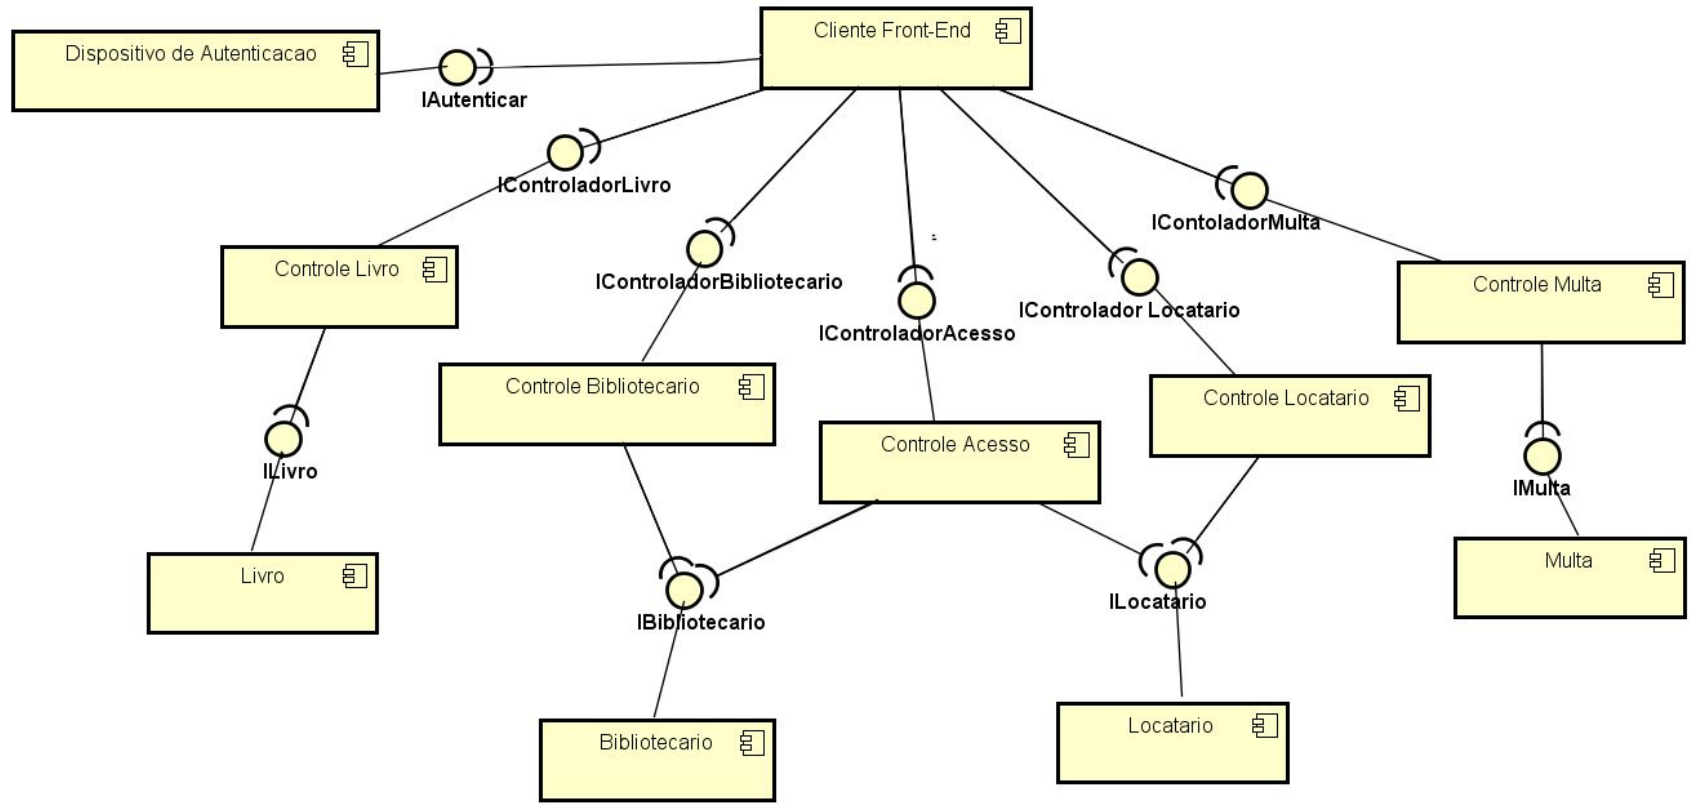 Cliente Front-End
Dispositivo de Autenticacao
IAutenticar
IControladorLivro
IContoladorMulta
Controle Livro
IControladorBibliotecario
Controle Multa
IControlador Locatario
IControladorAcesso
Controle Bibliotecario
Controle Locatario
Controle Acesso
ILivro
IMulta
Livro
Multa
ILocatario
IBibliotecario
Locatario
Bibliotecario